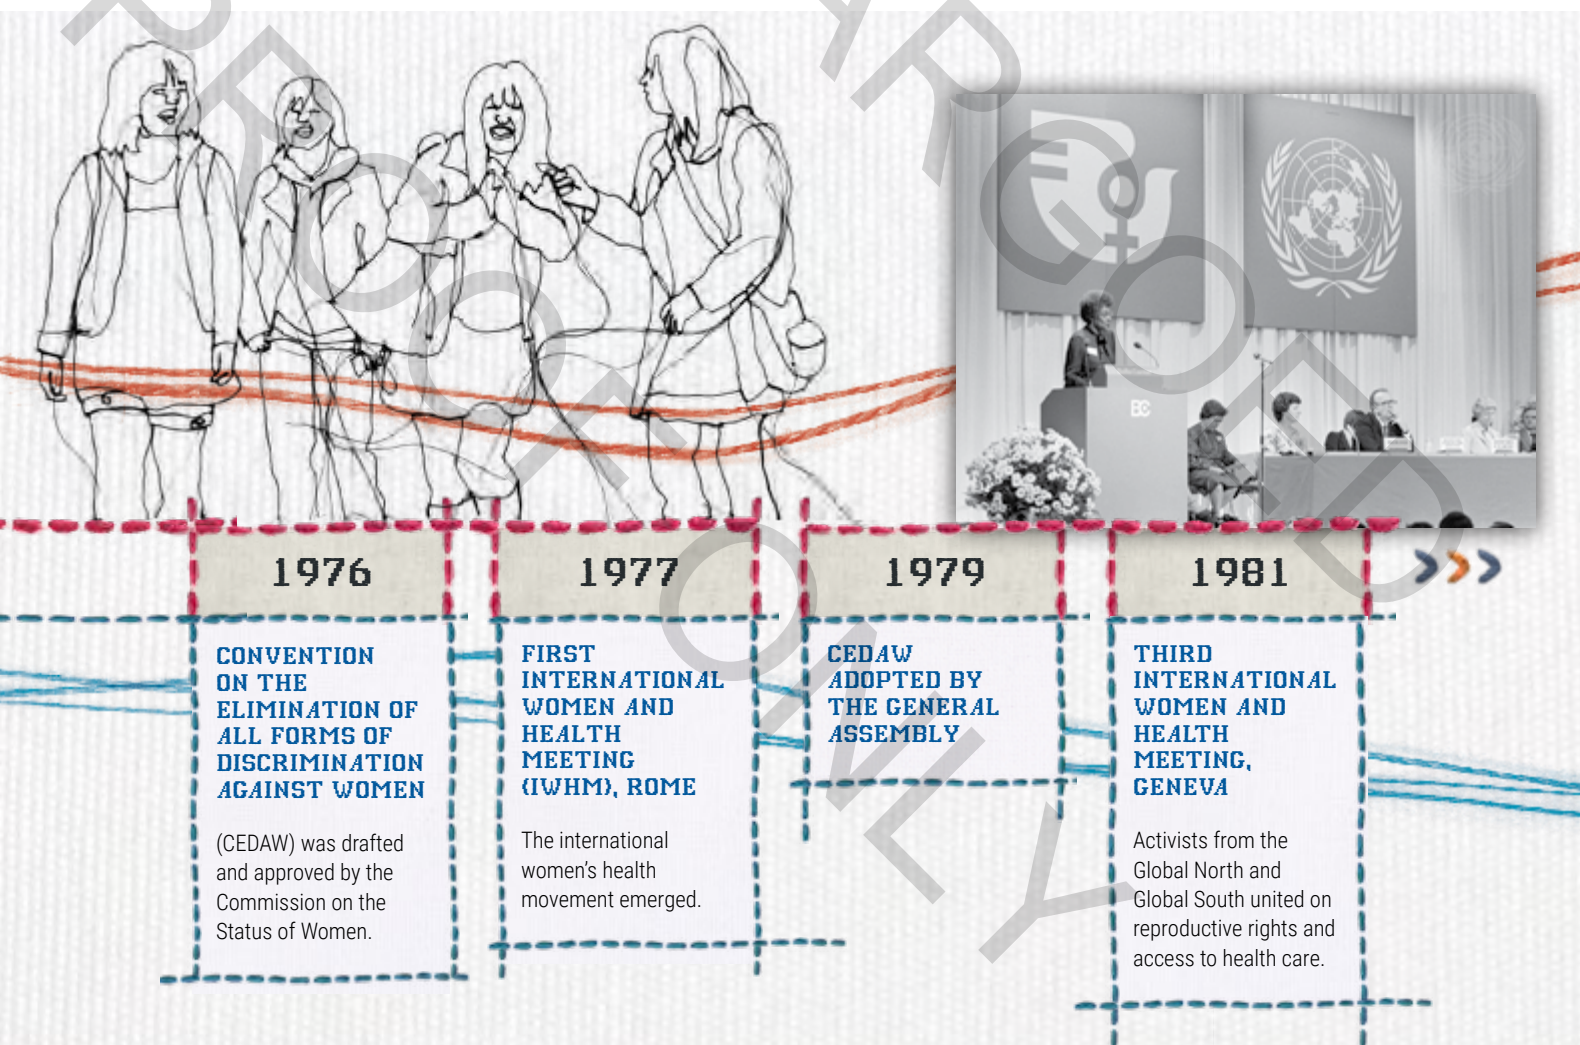 BC
1976
CONVENTION
ON THE
ELIMINATION OF
ALL FORMS OF
DISCRIMINATION
AGAINST WOMEN
(CEDAW) was drafted
and approved by the
Commission on the
Status of Women.
1977
FIRST
INTERNATIONAL
WOMEN AND
HEALTH
MEETING
(IWHM), ROME
The international
women’s health
movement emerged.
1979
CEDAW
ADOPTED BY
THE GENERAL
ASSEMBLY
1981
THIRD
INTERNATIONAL
WOMEN AND
HEALTH
MEETING,
GENEVA
Activists from the
Global North and
Global South united on
reproductive rights and
access to health care.
PROOF ONLY